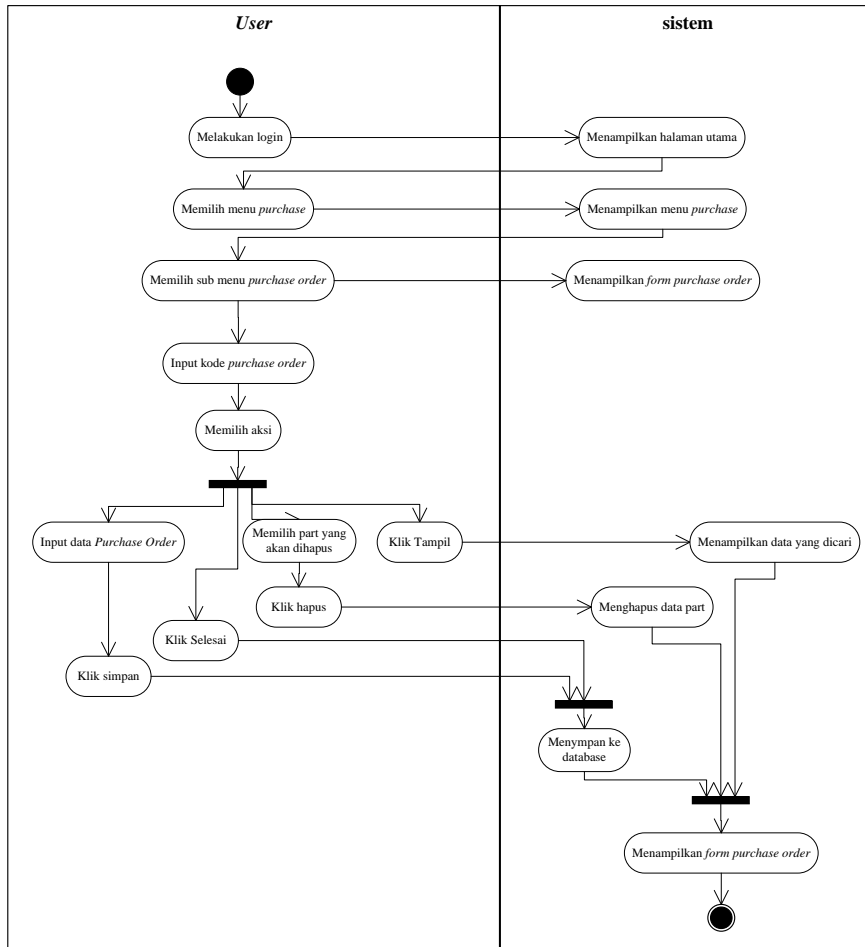 User
sistem
Melakukan login
Menampilkan halaman utama
Memilih menu purchase
Menampilkan menu purchase
Memilih sub menu purchase order
Menampilkan form purchase order
Input kode purchase order
Memilih aksi
Input data Purchase Order
Memilih part yang
akan dihapus
Klik Tampil
Menampilkan data yang dicari
Klik hapus
Menghapus data part
Klik Selesai
Klik simpan
Menympan ke
database
Menampilkan form purchase order